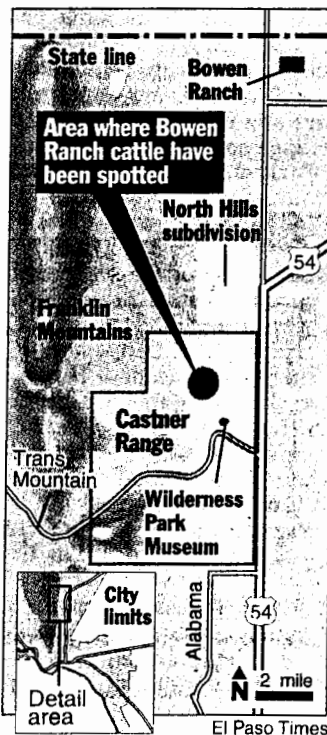 State line
Bowen
Ranch
Area where Bowen
Ranch cattle have
been spotted
North Hills
subdivision
54
Franklin
Mountains
Castner
Range
Trans
Mountain
Wilderness
Park
Museum
City
limits
Detail
area
Alabama
54
N
2 mile
El Paso Times